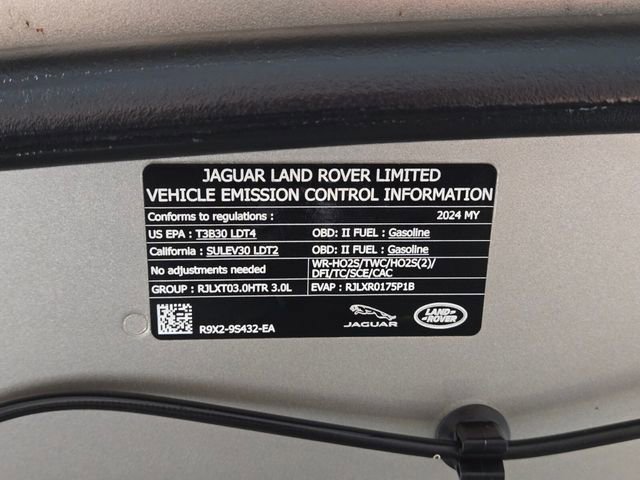 JAGUAR LAND ROVER LIMITED
VEHICLE EMISSION CONTROL INFORMATION
Conforms to regulations : 2024 MY
US EPA : T3B30 LDT4 OBD: II FUEL : Gasoline
California : SULEV30 LDT2 OBD: II FUEL : Gasoline
No adjustments needed WR-HO2S/TWC/HO2S(2)/
DFI/TC/SCE/CAC
GROUP : RJLXT03.0HTR 3.0L EVAP : RJLXR0175P1B
R9X2-9S432-EA
JAGUAR
LAND-
-ROVER